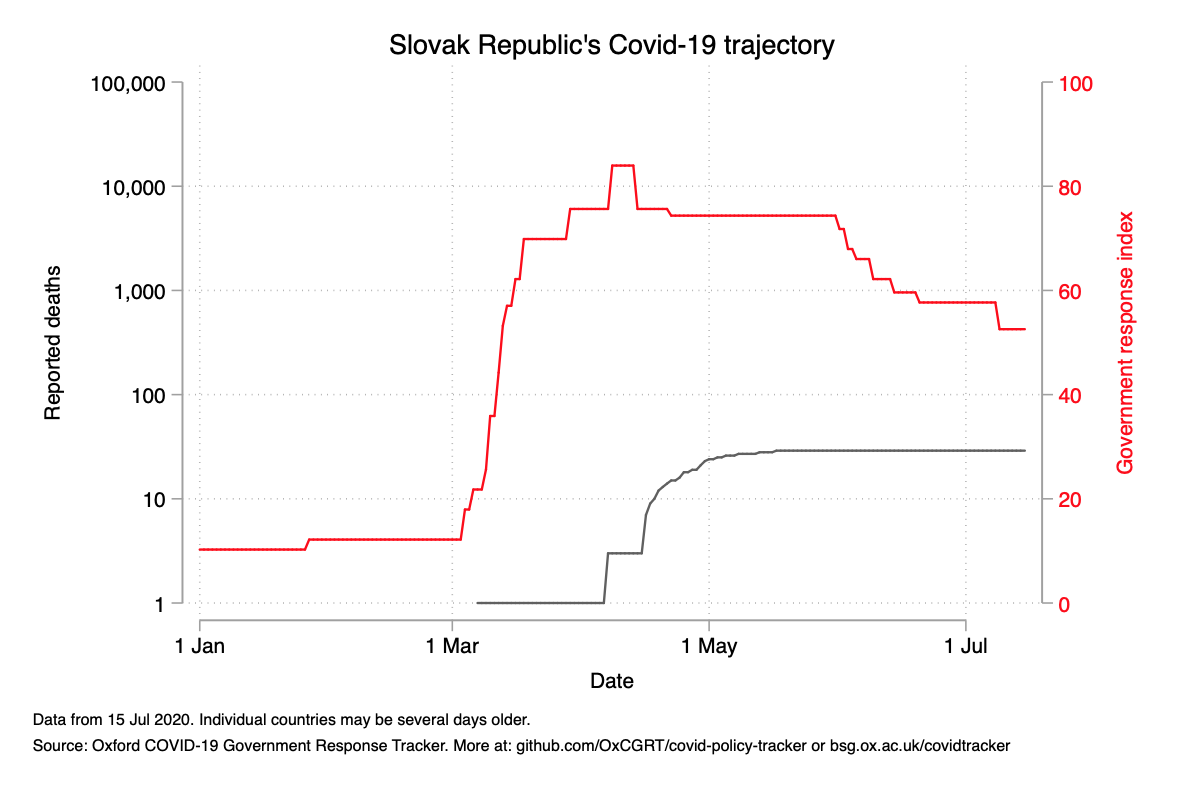 Slovak Republic's Covid-19 trajectory
100,000
10,000
1,000
100
10
1
Reported deaths
100
80
60
40
20
0
Government response index
1 Jan
1 Mar
1 May
1 Jul
Date
Data from 15 Jul 2020. Individual countries may be several days older.
Source: Oxford COVID-19 Government Response Tracker. More at: github.com/OxCGRT/covid-policy-tracker or bsg.ox.ac.uk/covidtracker